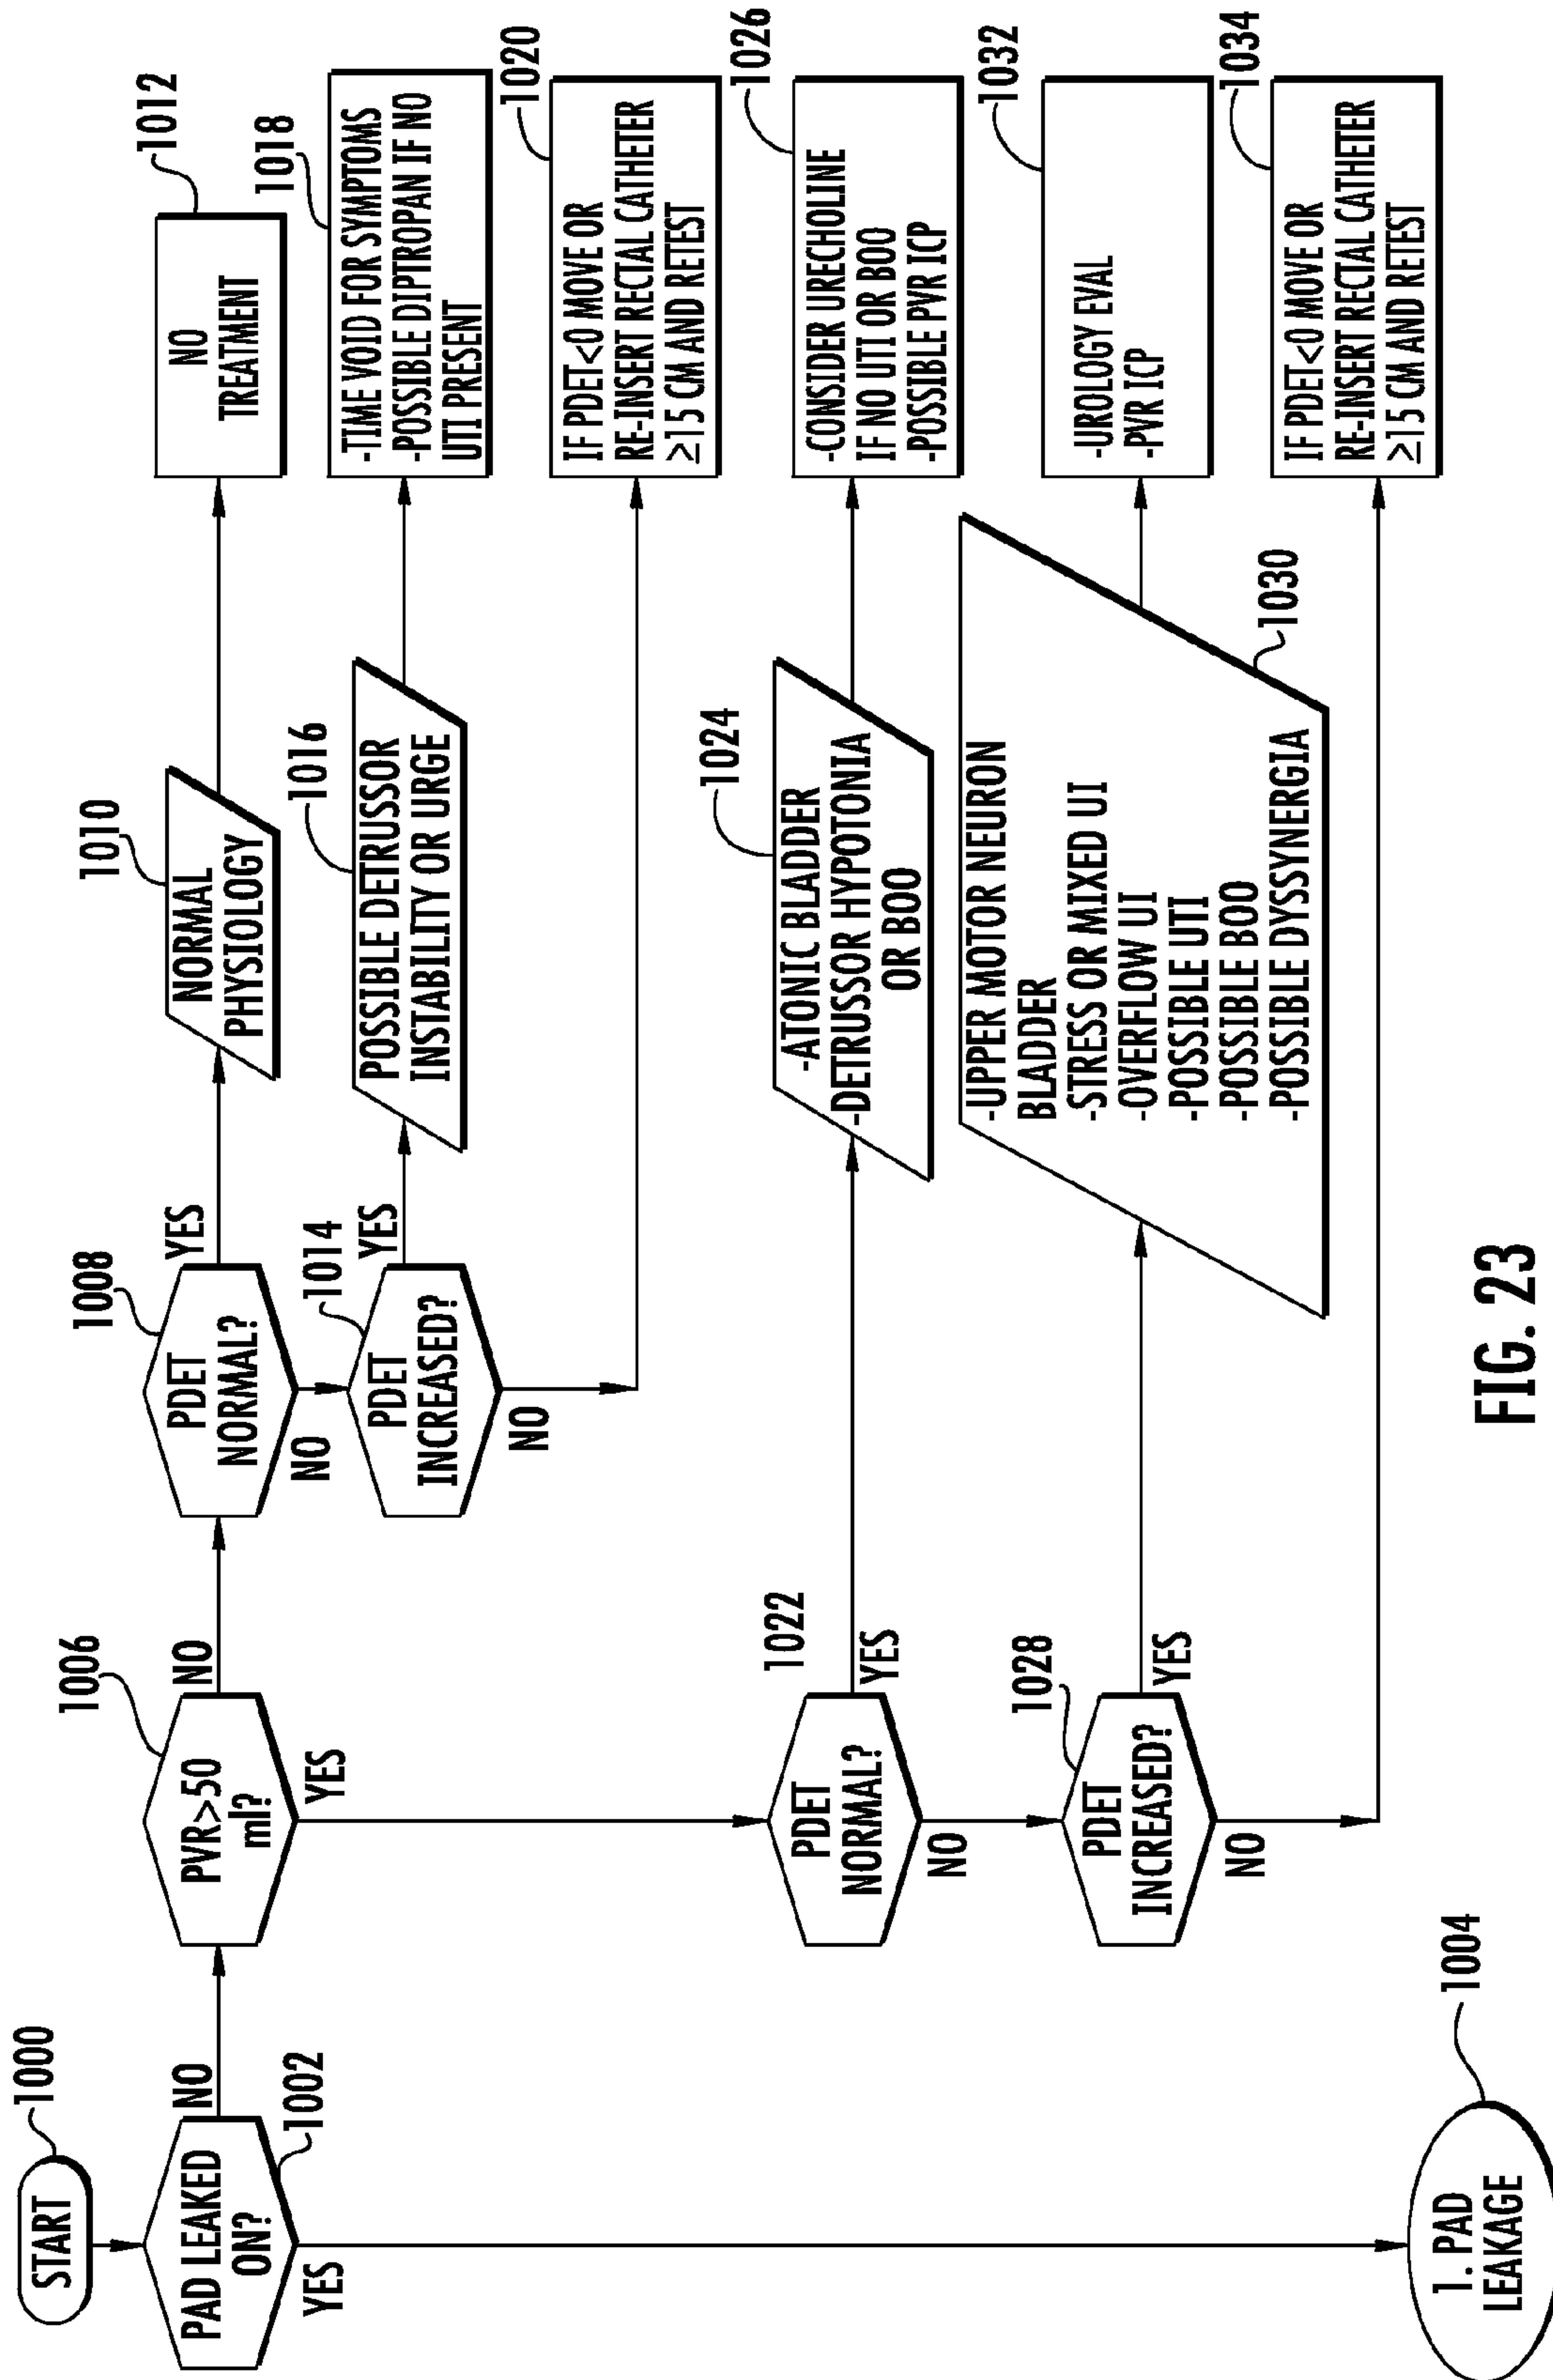 START
1000
PAD LEAKED
ON?
1002
NO
YES
1. PAD
LEAKAGE
1004
PVR>50
ml?
1006
NO
YES
PDET
NORMAL?
1008
YES
NO
NORMAL
PHYSIOLOGY
1010
NO
TREATMENT
1012
PDET
INCREASED?
1014
YES
NO
POSSIBLE DETRUSSOR
INSTABILITY OR URGE
1016
-TIME VOID FOR SYMPTOMS
-POSSIBLE DIPTROPAN IF NO
UTI PRESENT
1018
IF PDET<0 MOVE OR
RE-INSERT RECTAL CATHETER
≥15 CM AND RETEST
1020
PDET
NORMAL?
1022
YES
NO
-ATONIC BLADDER
-DETRUSSOR HYPOTONIA
OR BOO
1024
-CONSIDER URECHOLINE
IF NO UTI OR BOO
-POSSIBLE PVR ICP
1026
PDET
INCREASED?
1028
YES
NO
-UPPER MOTOR NEURON
BLADDER
-STRESS OR MIXED UI
-OVERFLOW UI
-POSSIBLE UTI
-POSSIBLE BOO
-POSSIBLE DYSSYNERGIA
1030
-UROLOGY EVAL
-PVR ICP
1032
IF PDET<0 MOVE OR
RE-INSERT RECTAL CATHETER
≥15 CM AND RETEST
1034
FIG. 23